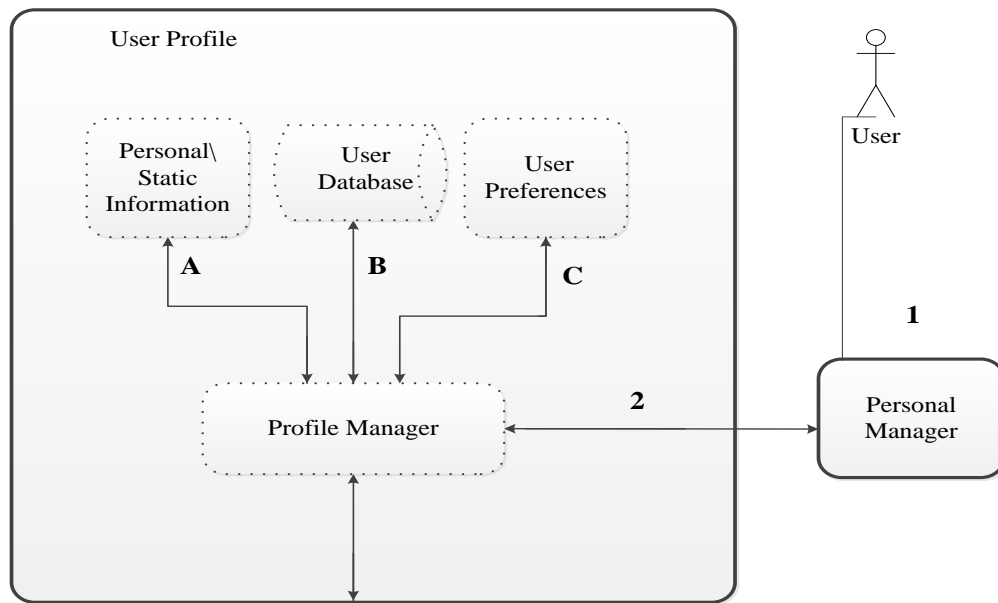 User Profile
Personal\
Static
Information
User
Database
User
Preferences
User
A
B
C
1
2
Profile Manager
Personal
Manager